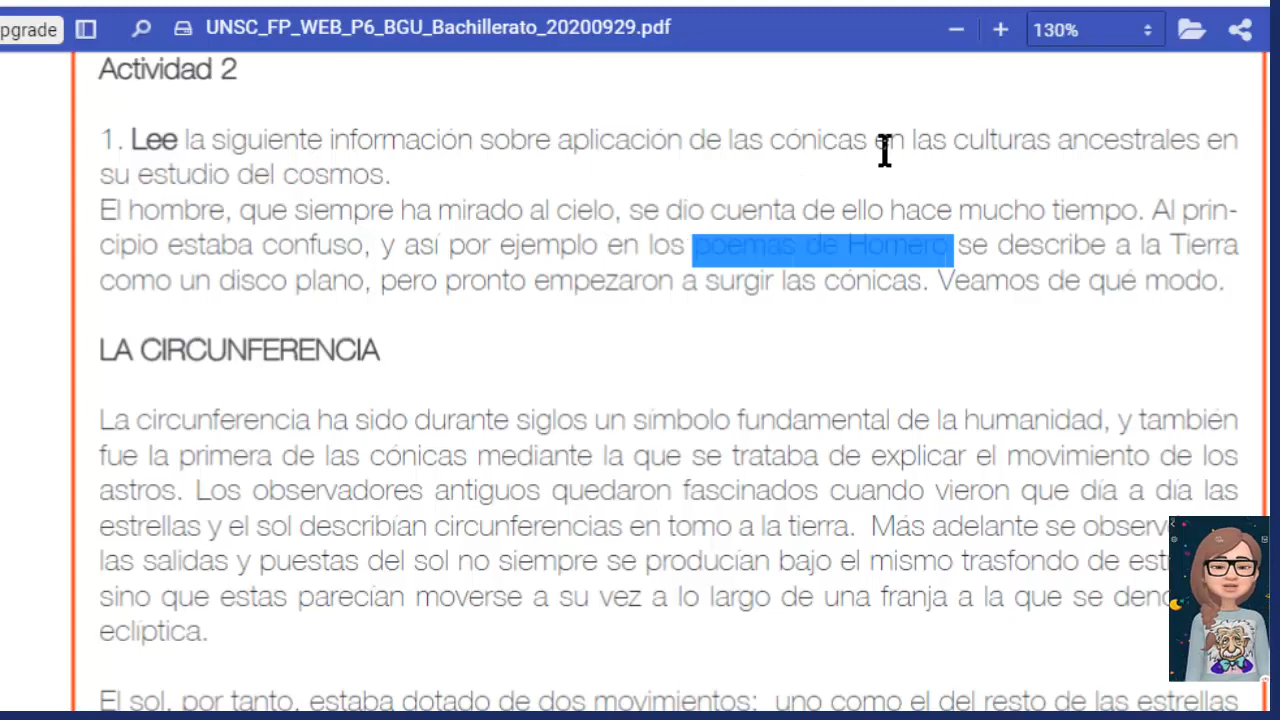 pgrade
UNSC_FP_WEB_P6_BGU_Bachillerato_20200929.pdf
130%
Actividad 2
1. Lee la siguiente información sobre aplicación de las cónicas en las culturas ancestrales en
su estudio del cosmos.
El hombre, que siempre ha mirado al cielo, se dio cuenta de ello hace mucho tiempo. Al prin-
cipio estaba confuso, y así por ejemplo en los poemas de Homero se describe a la Tierra
como un disco plano, pero pronto empezaron a surgir las cónicas. Veamos de qué modo.
LA CIRCUNFERENCIA
La circunferencia ha sido durante siglos un símbolo fundamental de la humanidad, y también
fue la primera de las cónicas mediante la que se trataba de explicar el movimiento de los
astros. Los observadores antiguos quedaron fascinados cuando vieron que día a día las
estrellas y el sol describían circunferencias en tomo a la tierra. Más adelante se observ
las salidas y puestas del sol no siempre se producían bajo el mismo trasfondo de est
sino que estas parecían moverse a su vez a lo largo de una franja a la que se deno
eclíptica.
El sol, por tanto, estaba dotado de dos movimientos: uno como el del resto de las estrellas